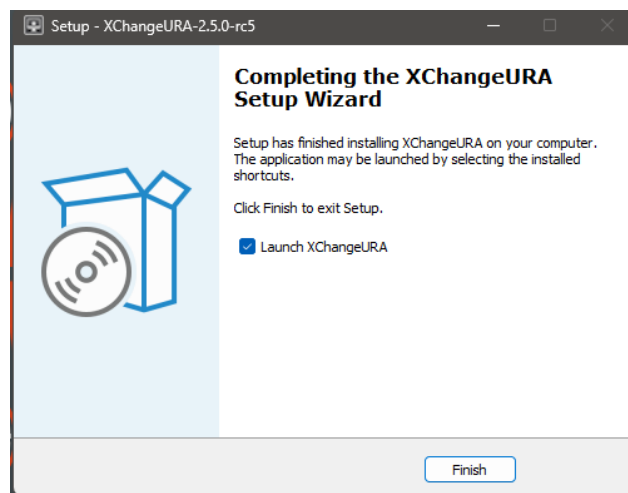 Setup - XChangeURA-2.5.0-rc5
Completing the XChangeURA
Setup Wizard
Setup has finished installing XChangeURA on your computer.
The application may be launched by selecting the installed
shortcuts.
Click Finish to exit Setup.
Launch XChangeURA
Finish